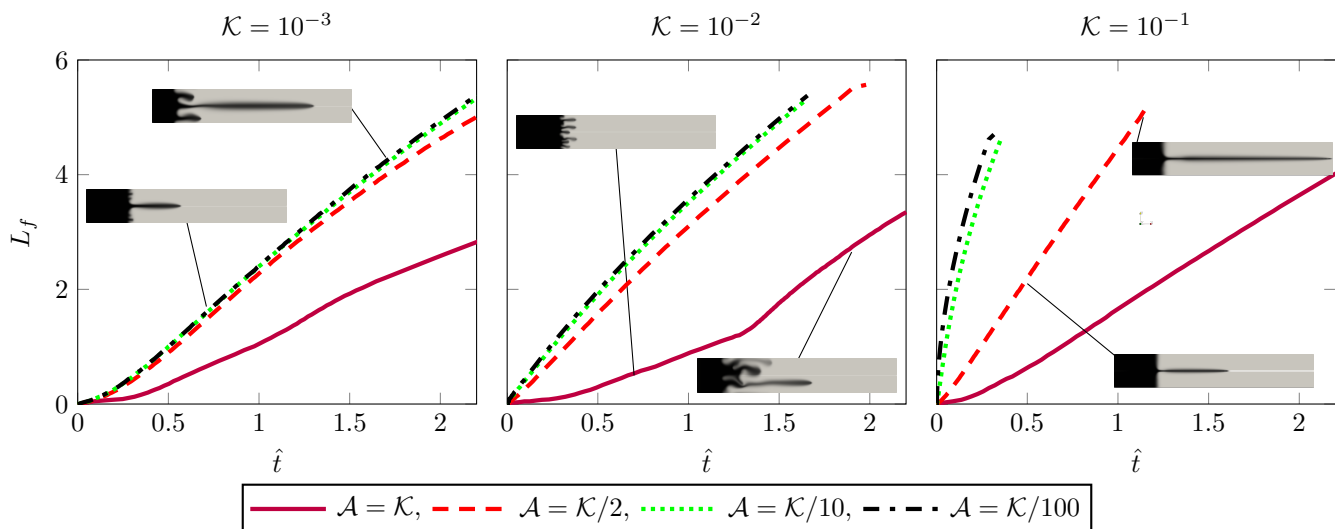 𝒦 = 10⁻³
𝒦 = 10⁻²
𝒦 = 10⁻¹
6
4
2
0
L_f
0 0.5 1 1.5 2
0 0.5 1 1.5 2
0 0.5 1 1.5 2
t̂
t̂
t̂
𝒜 = 𝒦, 𝒜 = 𝒦/2, 𝒜 = 𝒦/10, 𝒜 = 𝒦/100